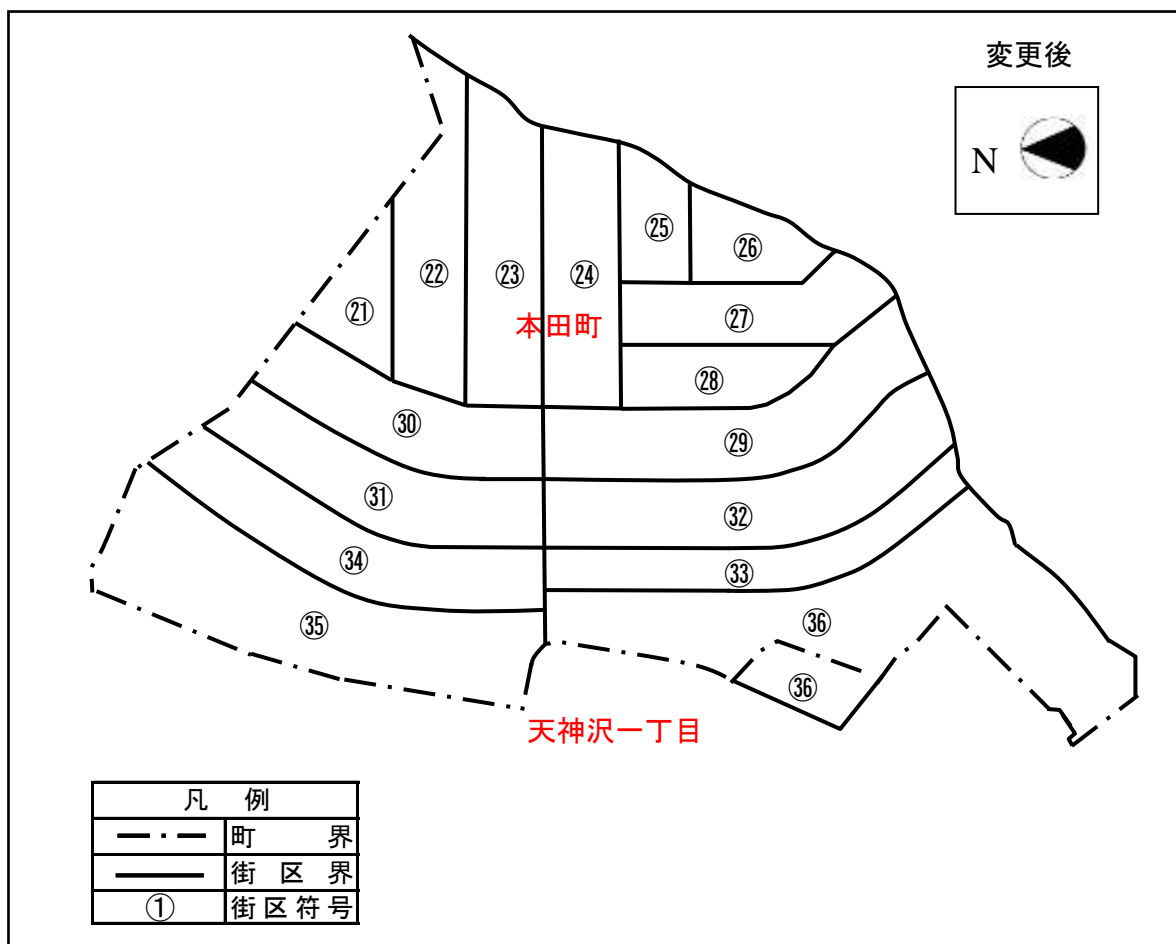 変更後
N
㉕
㉖
㉒
㉓
㉔
㉑
㉗
本田町
㉘
㉚
㉙
㉛
㉜
㉞
㉝
㉟
㊱
㊱
天神沢一丁目
凡 例
町 界
街 区 界
① 街区符号